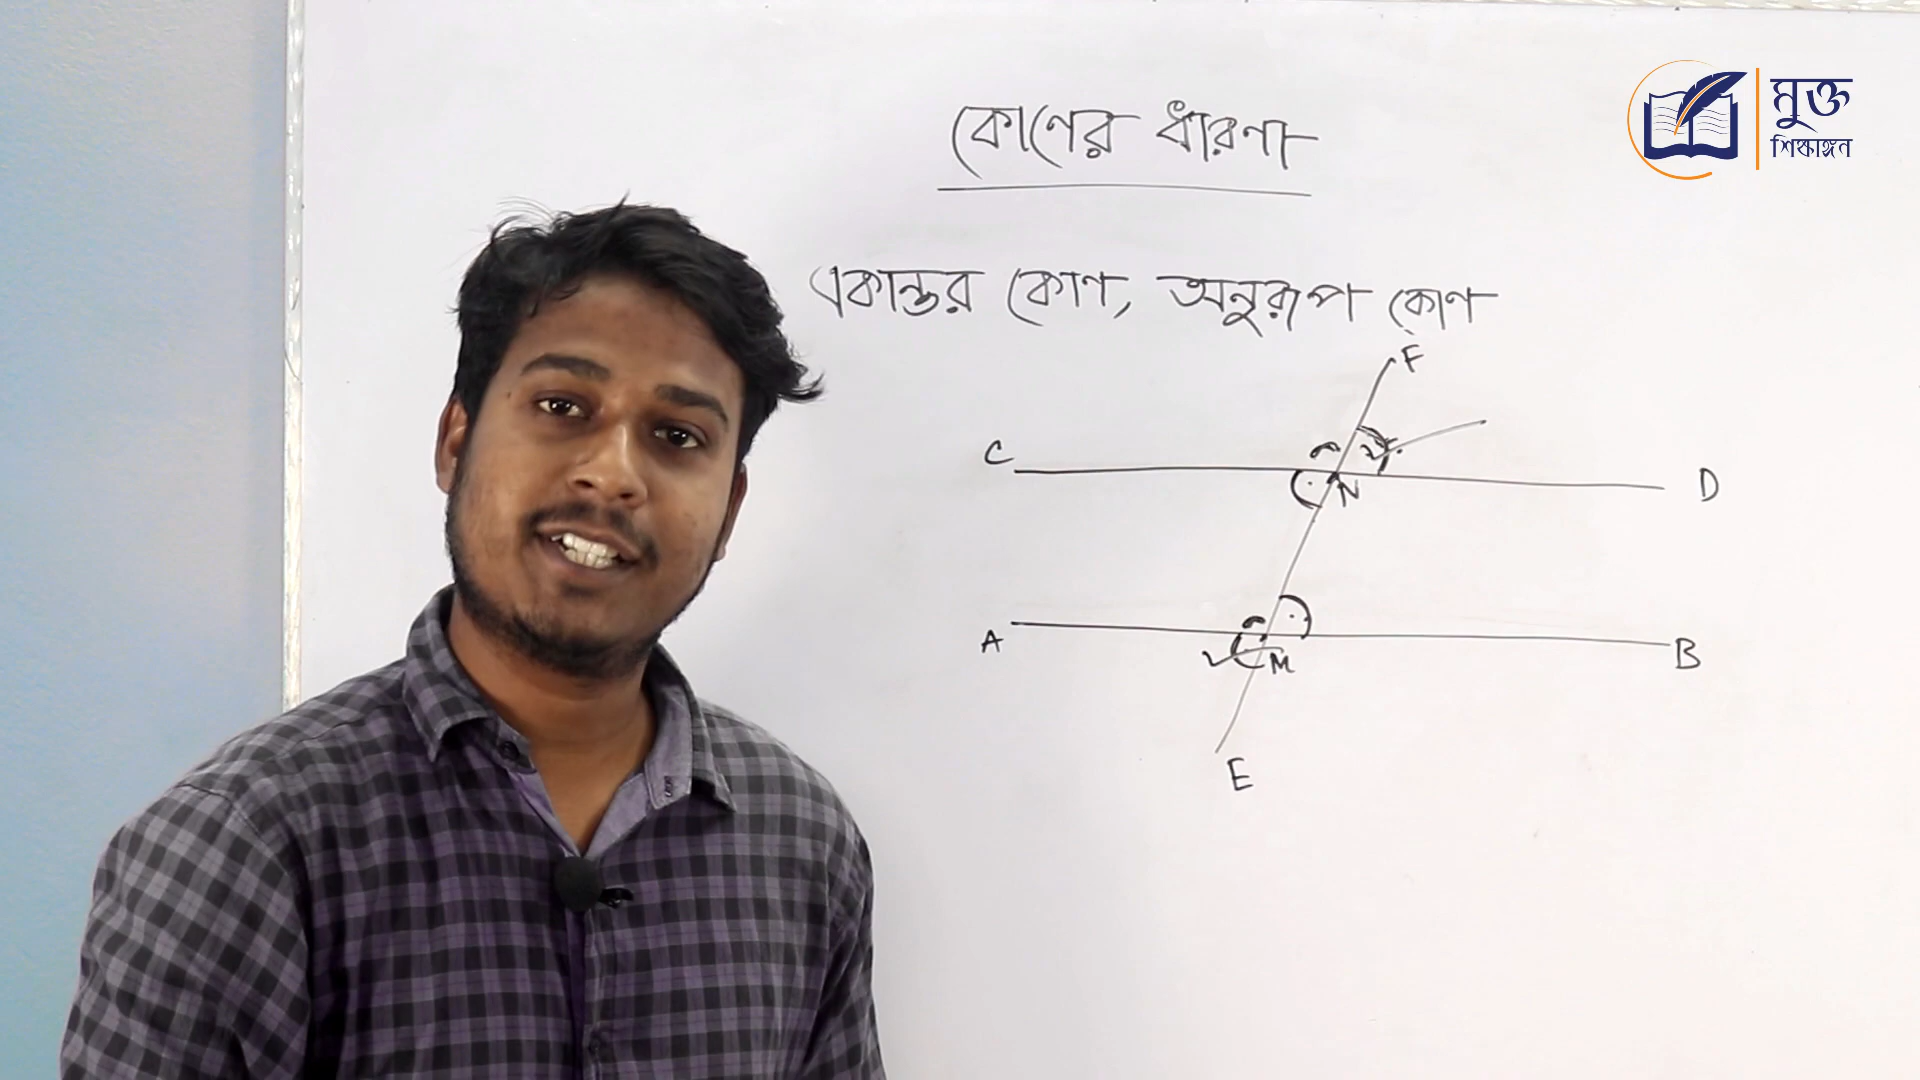 মুক্ত
শিক্ষাঙ্গন
কোণের ধারণা
একান্তর কোণ, অনুরূপ কোণ
F
C
D
N
A
B
M
E